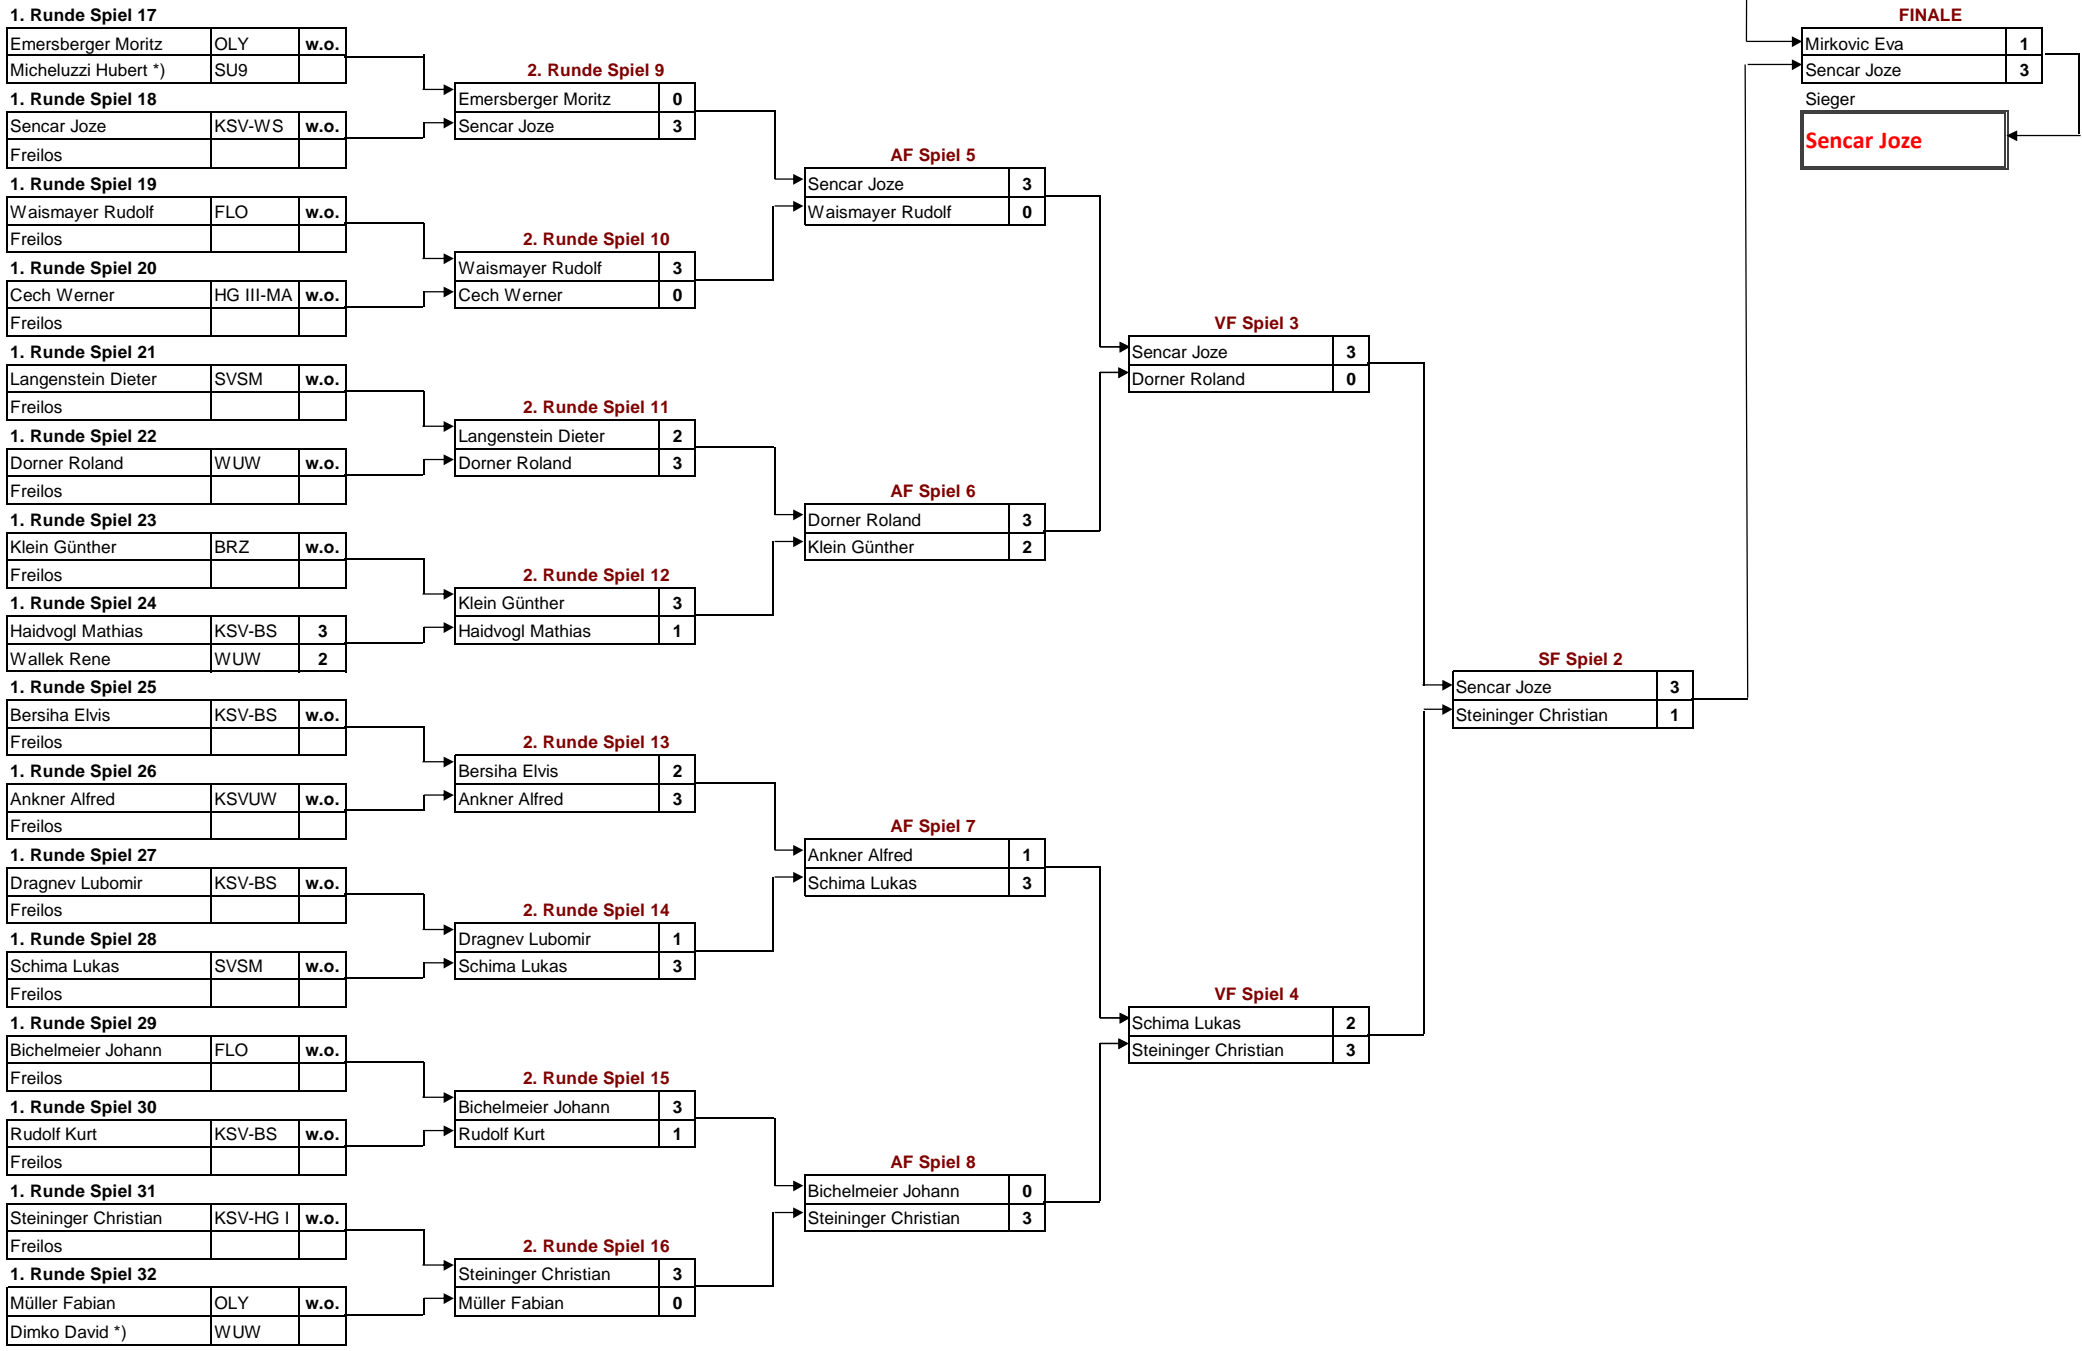 1. Runde Spiel 17
Emersberger Moritz OLY w.o.
Micheluzzi Hubert *) SU9
1. Runde Spiel 18
Sencar Joze KSV-WS w.o.
Freilos
1. Runde Spiel 19
Waismayer Rudolf FLO w.o.
Freilos
1. Runde Spiel 20
Cech Werner HG III-MA w.o.
Freilos
1. Runde Spiel 21
Langenstein Dieter SVSM w.o.
Freilos
1. Runde Spiel 22
Dorner Roland WUW w.o.
Freilos
1. Runde Spiel 23
Klein Günther BRZ w.o.
Freilos
1. Runde Spiel 24
Haidvogl Mathias KSV-BS 3
Wallek Rene WUW 2
1. Runde Spiel 25
Bersiha Elvis KSV-BS w.o.
Freilos
1. Runde Spiel 26
Ankner Alfred KSVUW w.o.
Freilos
1. Runde Spiel 27
Dragnev Lubomir KSV-BS w.o.
Freilos
1. Runde Spiel 28
Schima Lukas SVSM w.o.
Freilos
1. Runde Spiel 29
Bichelmeier Johann FLO w.o.
Freilos
1. Runde Spiel 30
Rudolf Kurt KSV-BS w.o.
Freilos
1. Runde Spiel 31
Steininger Christian KSV-HG I w.o.
Freilos
1. Runde Spiel 32
Müller Fabian OLY w.o.
Dimko David *) WUW
2. Runde Spiel 9
Emersberger Moritz 0
Sencar Joze 3
2. Runde Spiel 10
Waismayer Rudolf 3
Cech Werner 0
2. Runde Spiel 11
Langenstein Dieter 2
Dorner Roland 3
2. Runde Spiel 12
Klein Günther 3
Haidvogl Mathias 1
2. Runde Spiel 13
Bersiha Elvis 2
Ankner Alfred 3
2. Runde Spiel 14
Dragnev Lubomir 1
Schima Lukas 3
2. Runde Spiel 15
Bichelmeier Johann 3
Rudolf Kurt 1
2. Runde Spiel 16
Steininger Christian 3
Müller Fabian 0
AF Spiel 5
Sencar Joze 3
Waismayer Rudolf 0
AF Spiel 6
Dorner Roland 3
Klein Günther 2
AF Spiel 7
Ankner Alfred 1
Schima Lukas 3
AF Spiel 8
Bichelmeier Johann 0
Steininger Christian 3
VF Spiel 3
Sencar Joze 3
Dorner Roland 0
VF Spiel 4
Schima Lukas 2
Steininger Christian 3
SF Spiel 2
Sencar Joze 3
Steininger Christian 1
FINALE
Mirkovic Eva 1
Sencar Joze 3
Sieger
Sencar Joze